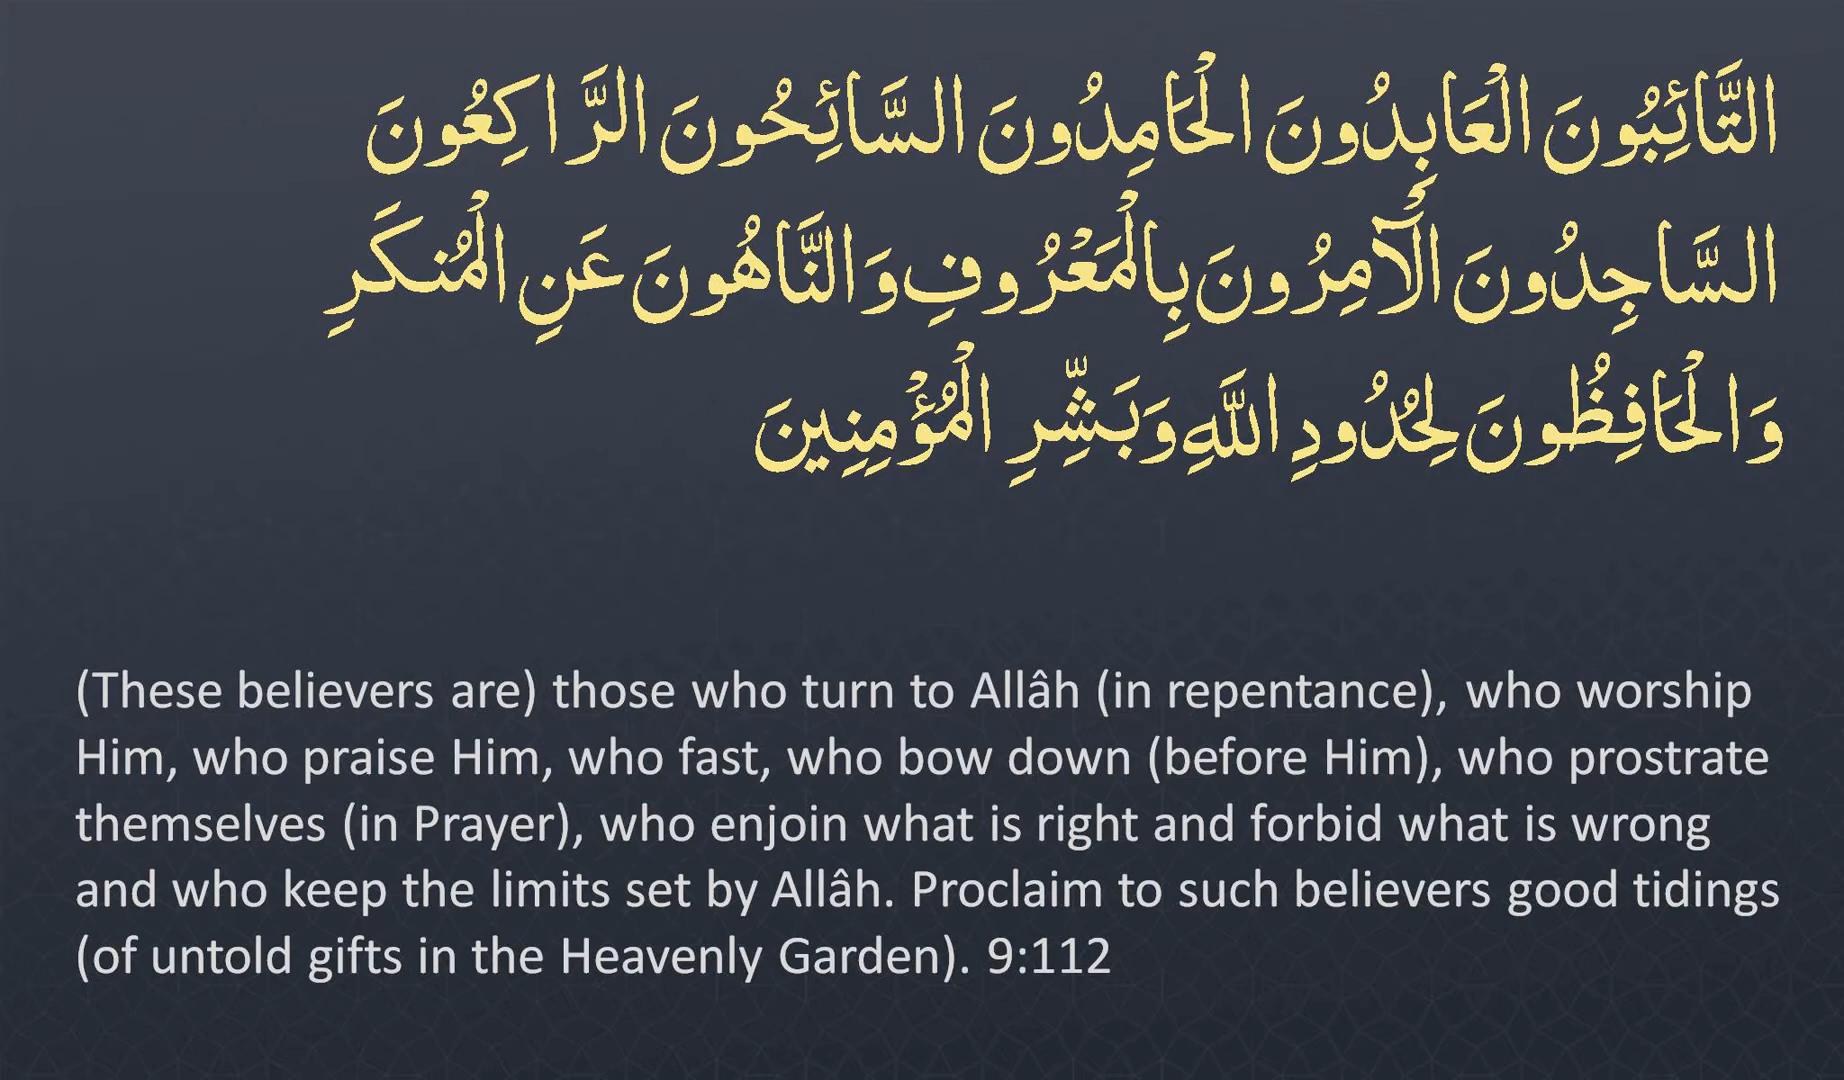 التَّائِبُونَ الْعَابِدُونَ الْحَامِدُونَ السَّائِحُونَ الرَّاكِعُونَ
السَّاجِدُونَ الْآمِرُونَ بِالْمَعْرُوفِ وَالنَّاهُونَ عَنِ الْمُنكَرِ
وَالْحَافِظُونَ لِحُدُودِ اللَّهِ وَبَشِّرِ الْمُؤْمِنِينَ
(These believers are) those who turn to Allâh (in repentance), who worship
Him, who praise Him, who fast, who bow down (before Him), who prostrate
themselves (in Prayer), who enjoin what is right and forbid what is wrong
and who keep the limits set by Allâh. Proclaim to such believers good tidings
(of untold gifts in the Heavenly Garden). 9:112